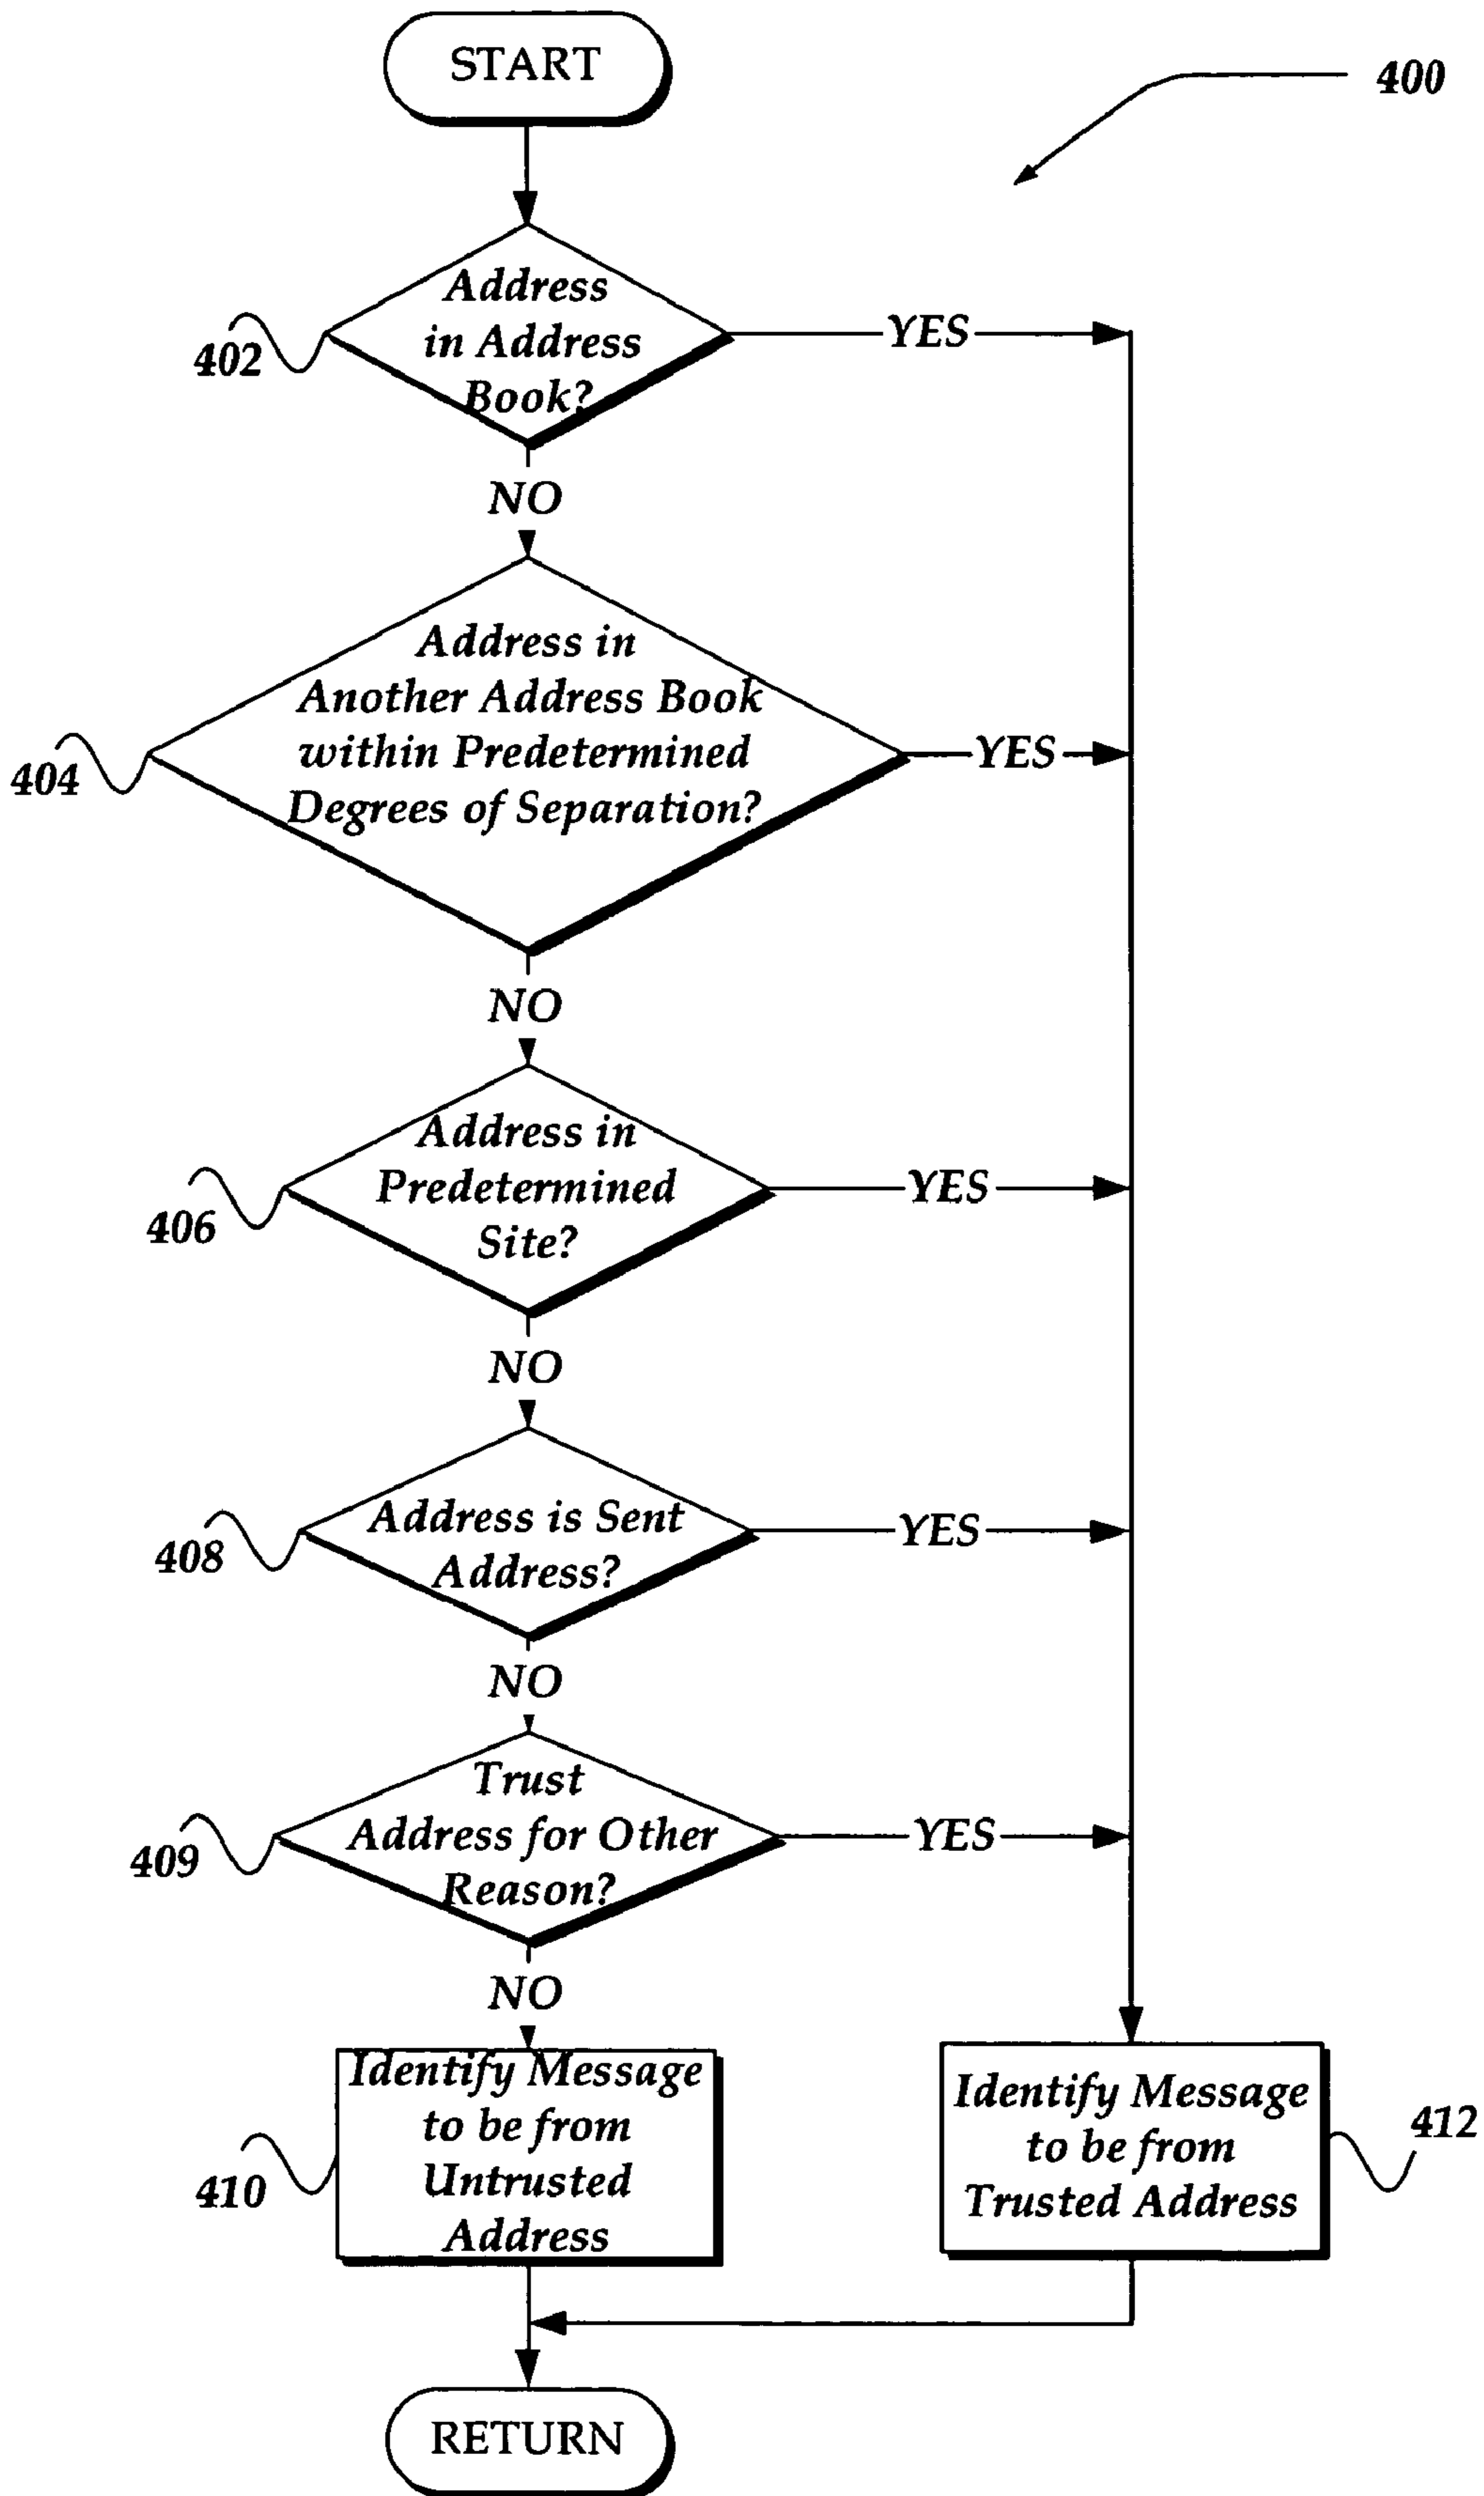 START
400
Address
in Address
Book?
402
YES
NO
Address in
Another Address Book
within Predetermined
Degrees of Separation?
404
YES
NO
Address in
Predetermined
Site?
406
YES
NO
Address is Sent
Address?
408
YES
NO
Trust
Address for Other
Reason?
409
YES
NO
Identify Message
to be from
Untrusted
Address
410
Identify Message
to be from
Trusted Address
412
RETURN